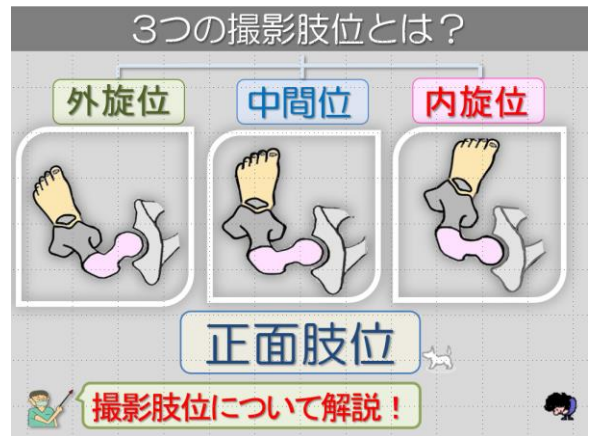 3つの撮影肢位とは？
外旋位
中間位
内旋位
正面肢位
撮影肢位について解説！